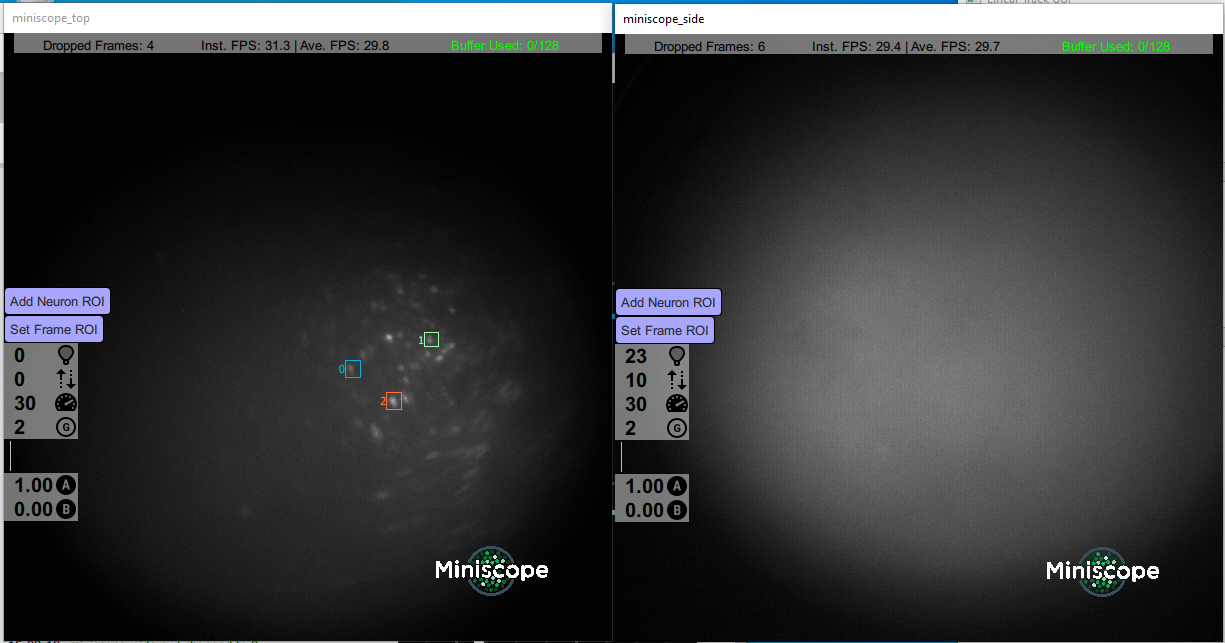 Linear Track GUI
miniscope_top
Dropped Frames: 4 Inst. FPS: 31.3 | Ave. FPS: 29.8 Buffer Used: 0/128
Add Neuron ROI
Set Frame ROI
0
0
30
2 G
1.00 A
0.00 B
0
1
2
Miniscope
miniscope_side
Dropped Frames: 6 Inst. FPS: 29.4 | Ave. FPS: 29.7 Buffer Used: 0/128
Add Neuron ROI
Set Frame ROI
23
10
30
2 G
1.00 A
0.00 B
Miniscope